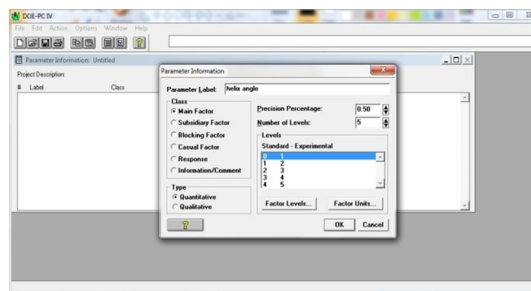 DOE-PC IV
File Edit Action Options Window Help
Parameter Information: Untitled
Project Description:
# Label Class
Parameter Information
Parameter Label: helix angle
Class
Main Factor
Subsidiary Factor
Blocking Factor
Casual Factor
Response
Information/Comment
Type
Quantitative
Qualitative
Precision Percentage: 0.50
Number of Levels: 5
Levels
Standard - Experimental
0 1
1 2
2 3
3 4
4 5
Factor Levels... Factor Units...
OK Cancel